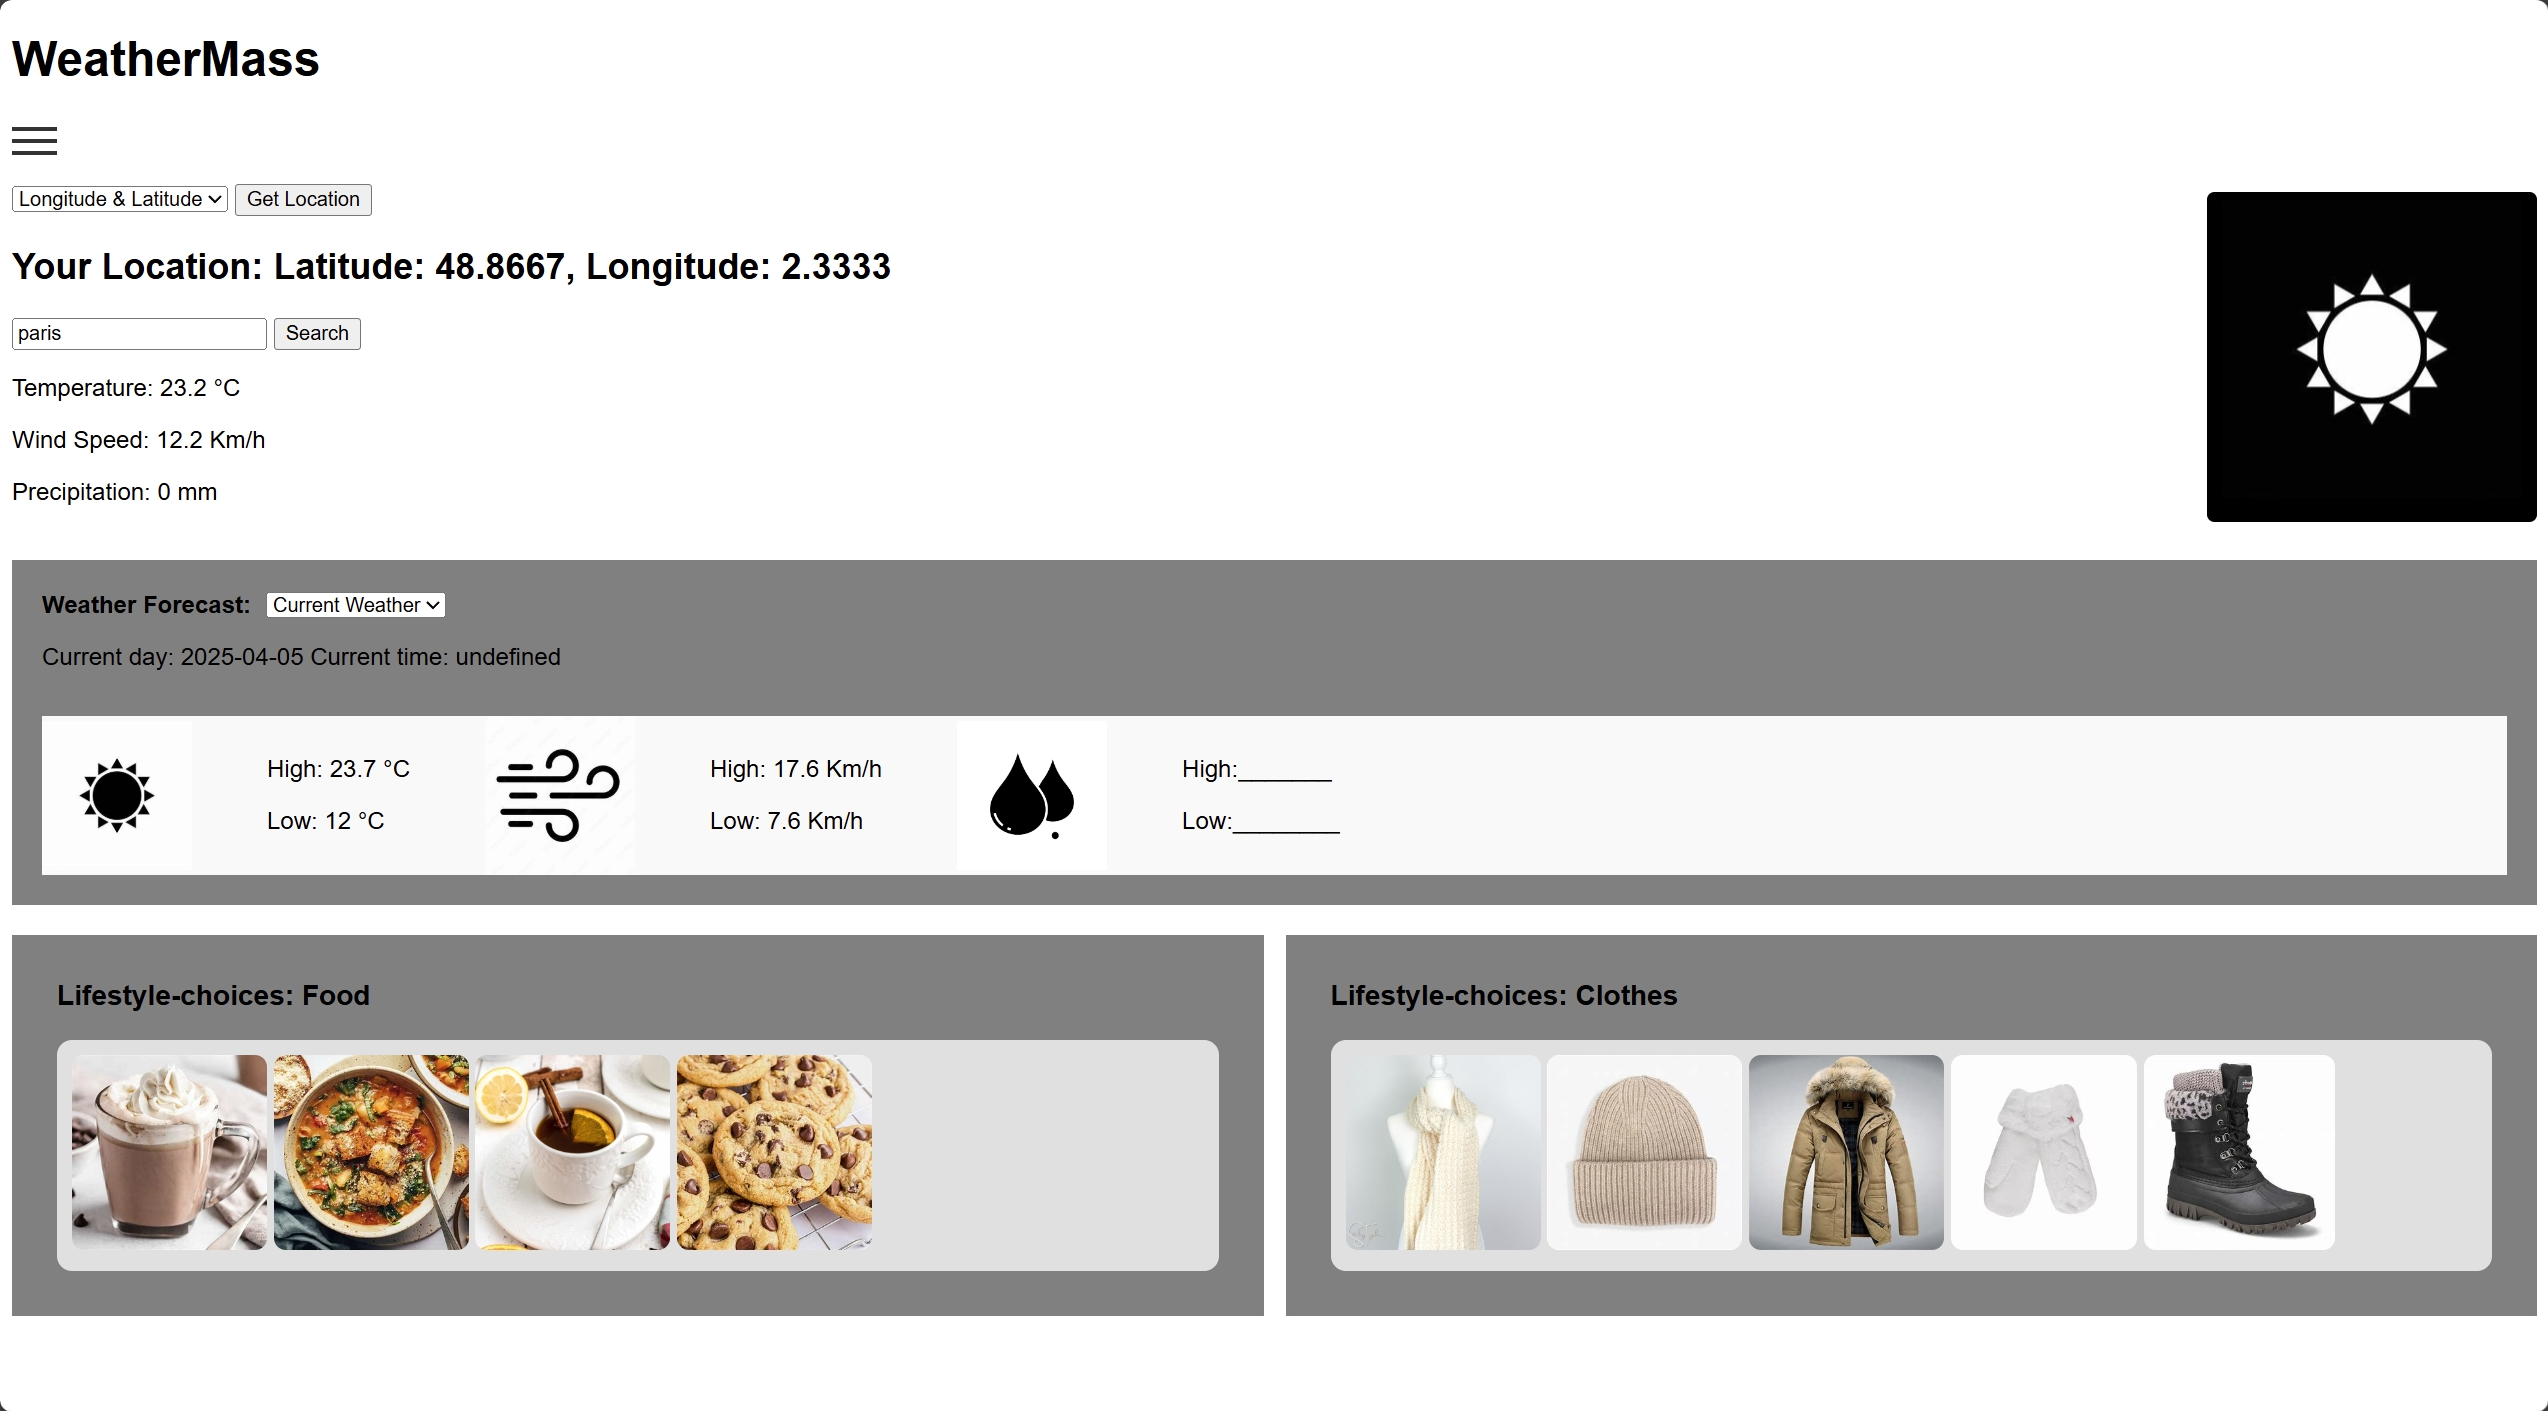 WeatherMass
Longitude & Latitude Get Location
Your Location: Latitude: 48.8667, Longitude: 2.3333
paris Search
Temperature: 23.2 °C
Wind Speed: 12.2 Km/h
Precipitation: 0 mm
Weather Forecast: Current Weather
Current day: 2025-04-05 Current time: undefined
High: 23.7 °C
Low: 12 °C
High: 17.6 Km/h
Low: 7.6 Km/h
High:_______
Low:________
Lifestyle-choices: Food
Lifestyle-choices: Clothes